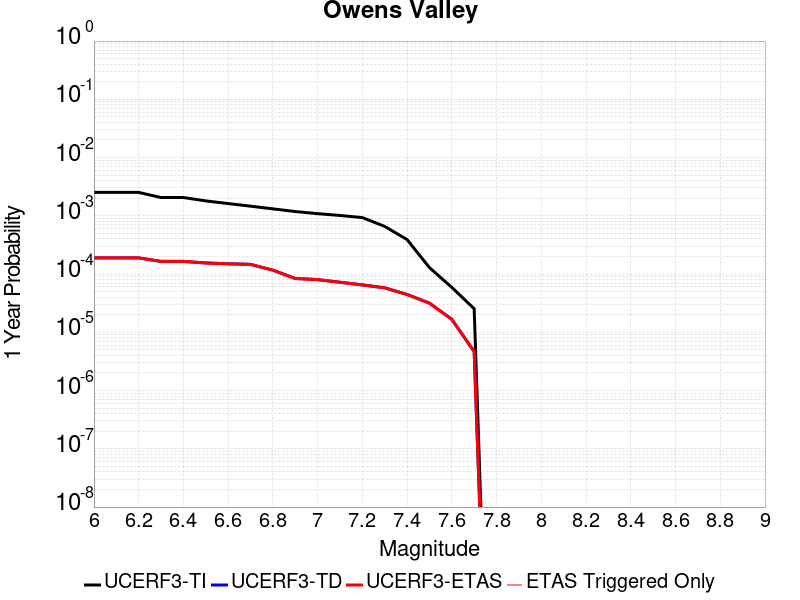 Owens Valley
10^0
10^-1
10^-2
10^-3
10^-4
10^-5
10^-6
10^-7
10^-8
1 Year Probability
6 6.2 6.4 6.6 6.8 7 7.2 7.4 7.6 7.8 8 8.2 8.4 8.6 8.8 9
Magnitude
UCERF3-TI UCERF3-TD UCERF3-ETAS ETAS Triggered Only